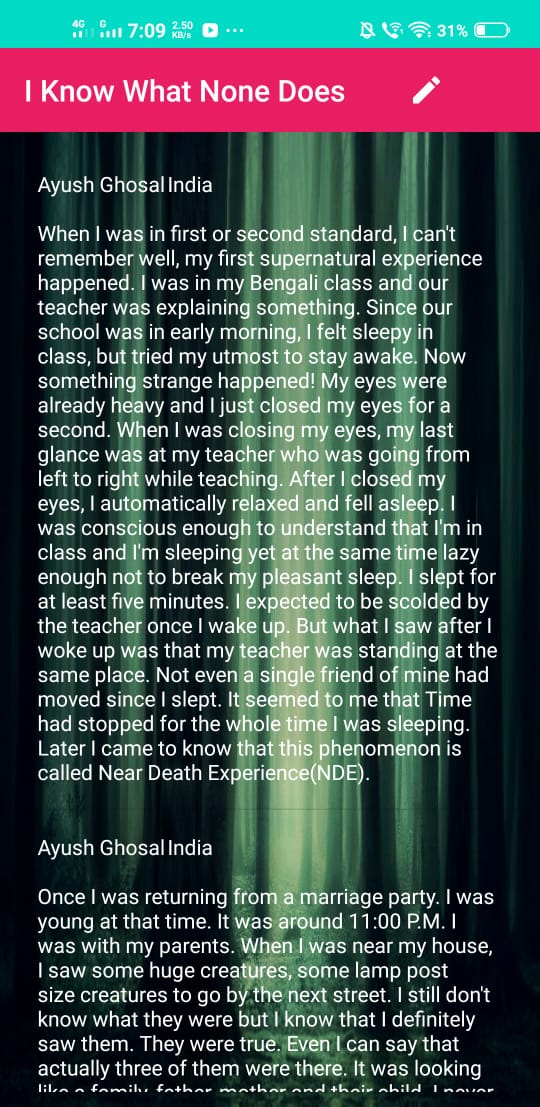 4G G 7:09 2.50 KB/s 31%
I Know What None Does
Ayush Ghosal India
When I was in first or second standard, I can't
remember well, my first supernatural experience
happened. I was in my Bengali class and our
teacher was explaining something. Since our
school was in early morning, I felt sleepy in
class, but tried my utmost to stay awake. Now
something strange happened! My eyes were
already heavy and I just closed my eyes for a
second. When I was closing my eyes, my last
glance was at my teacher who was going from
left to right while teaching. After I closed my
eyes, I automatically relaxed and fell asleep. I
was conscious enough to understand that I'm in
class and I'm sleeping yet at the same time lazy
enough not to break my pleasant sleep. I slept for
at least five minutes. I expected to be scolded by
the teacher once I wake up. But what I saw after I
woke up was that my teacher was standing at the
same place. Not even a single friend of mine had
moved since I slept. It seemed to me that Time
had stopped for the whole time I was sleeping.
Later I came to know that this phenomenon is
called Near Death Experience(NDE).
Ayush Ghosal India
Once I was returning from a marriage party. I was
young at that time. It was around 11:00 P.M. I
was with my parents. When I was near my house,
I saw some huge creatures, some lamp post
size creatures to go by the next street. I still don't
know what they were but I know that I definitely
saw them. They were true. Even I can say that
actually three of them were there. It was looking
like a family, father, mother and their child. I never